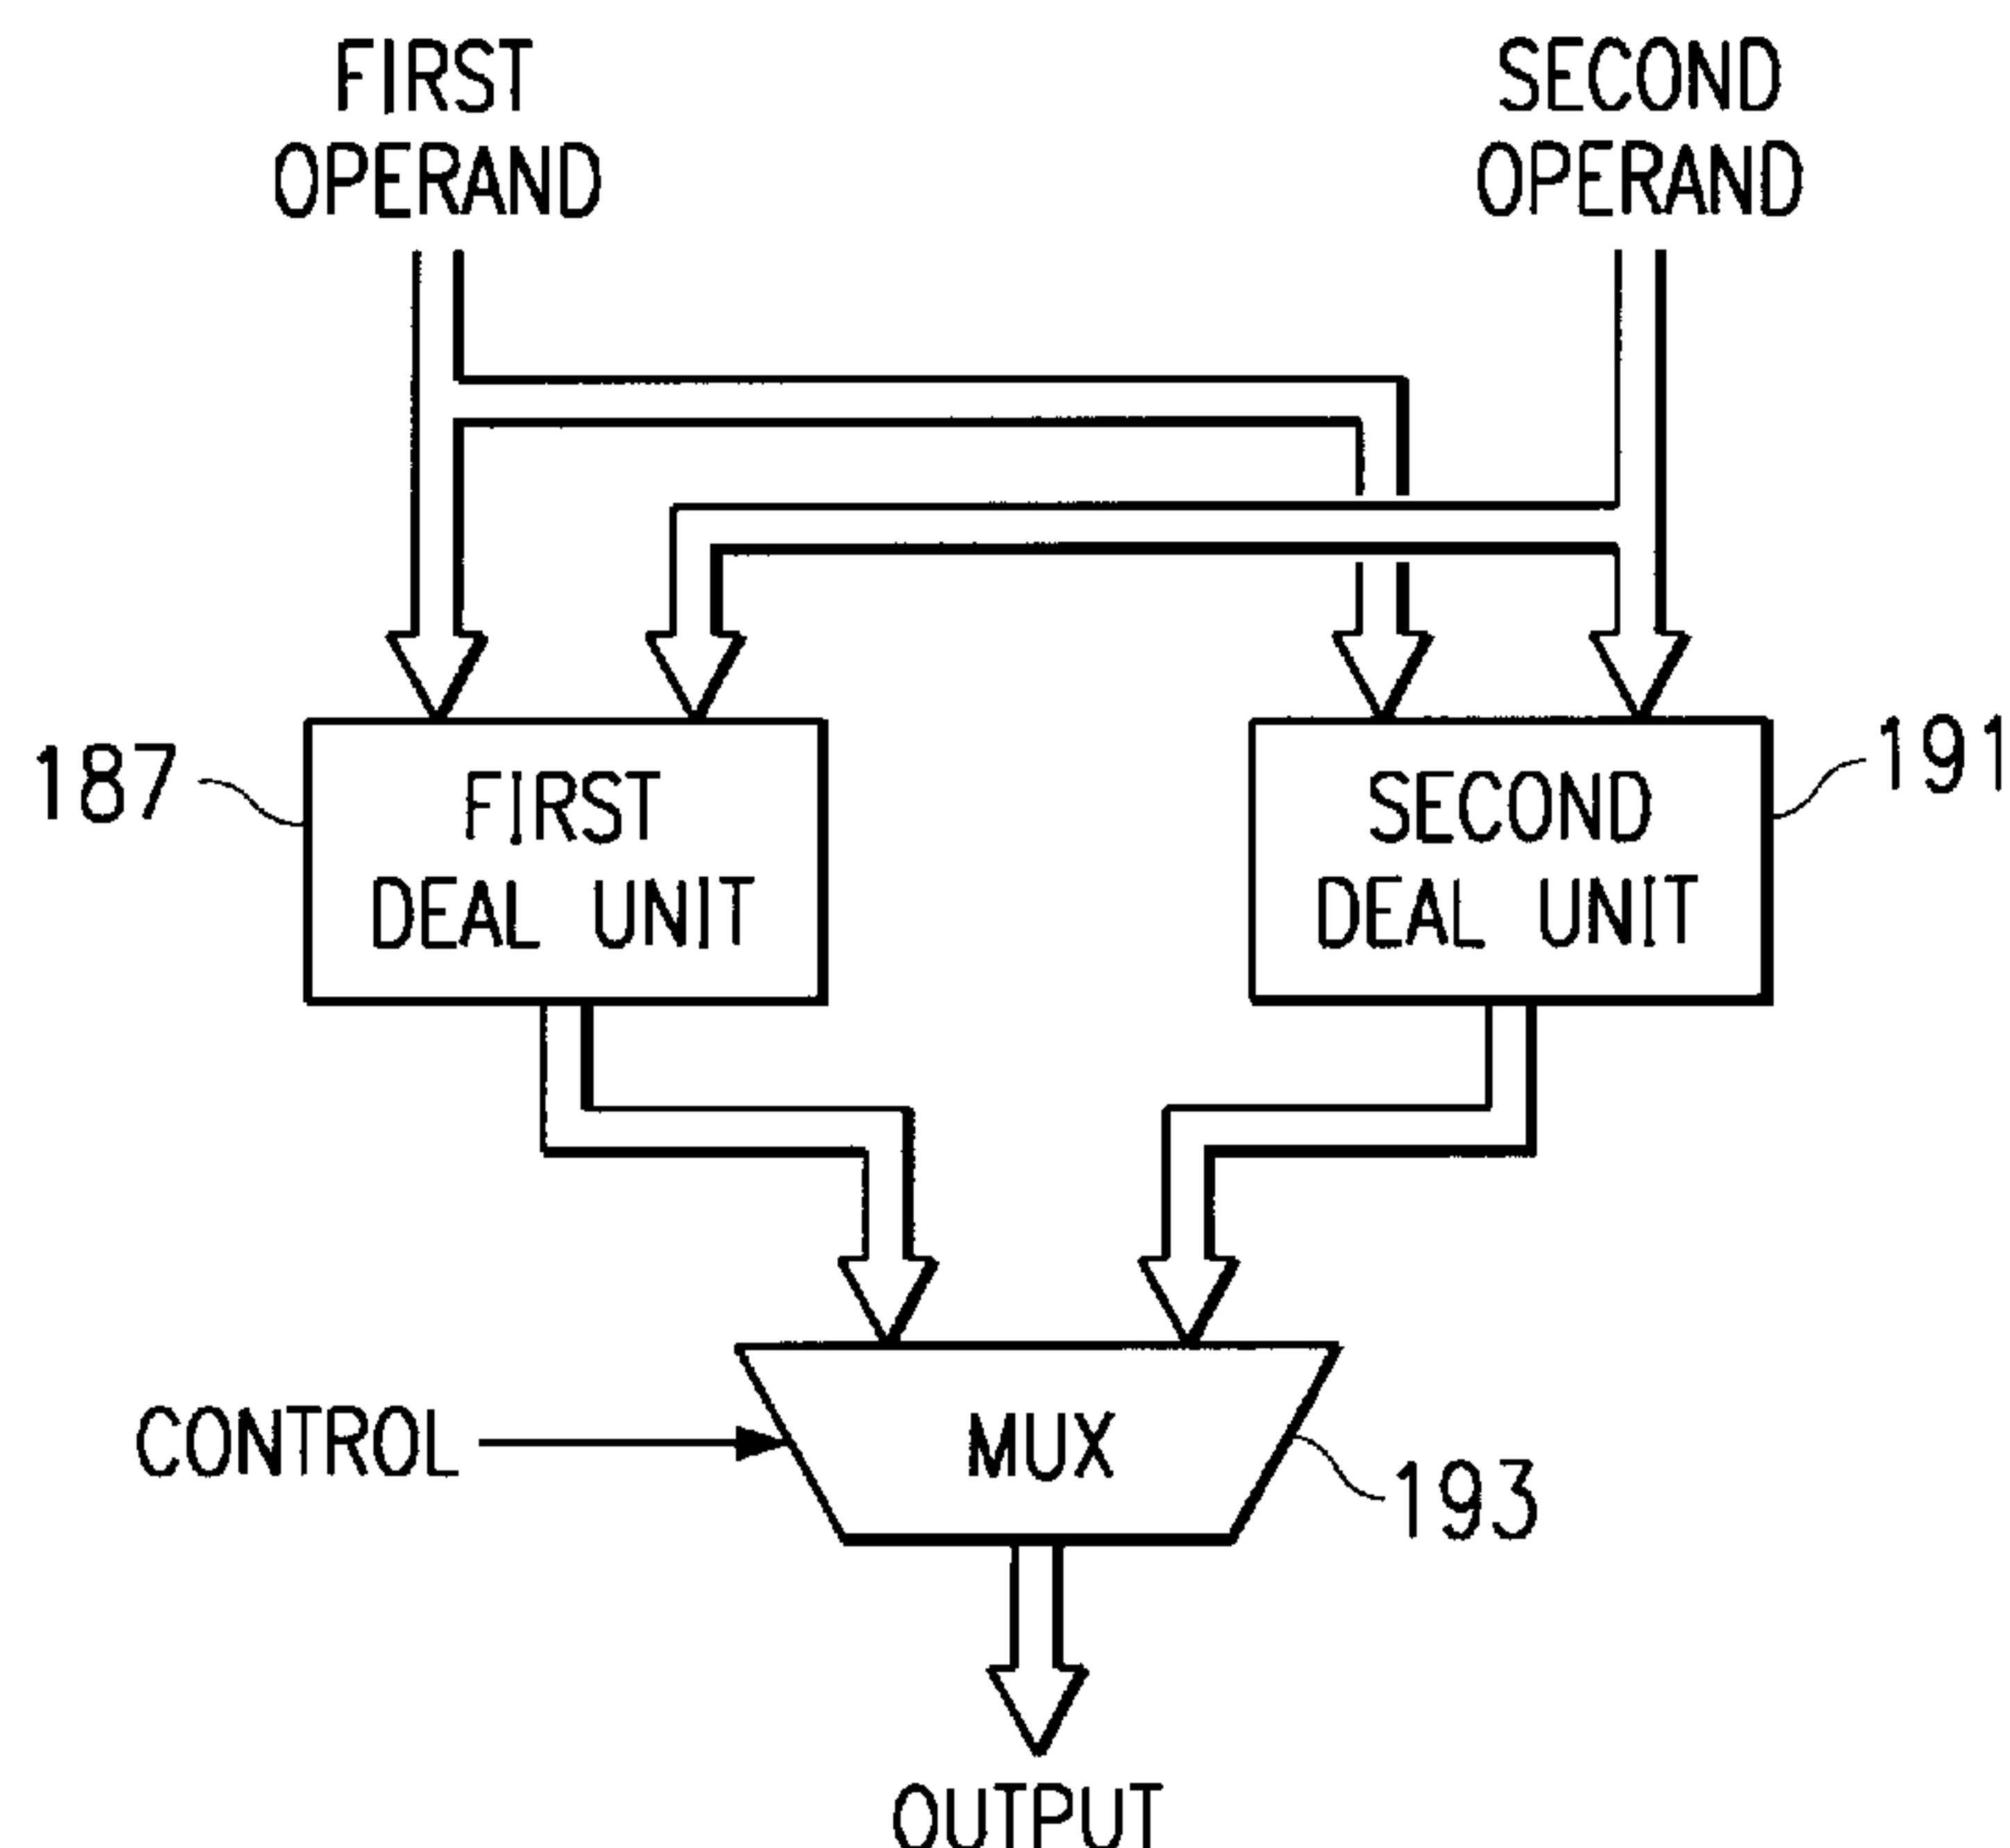 FIRST
OPERAND
SECOND
OPERAND
187
FIRST
DEAL UNIT
SECOND
DEAL UNIT
191
CONTROL
MUX
193
OUTPUT